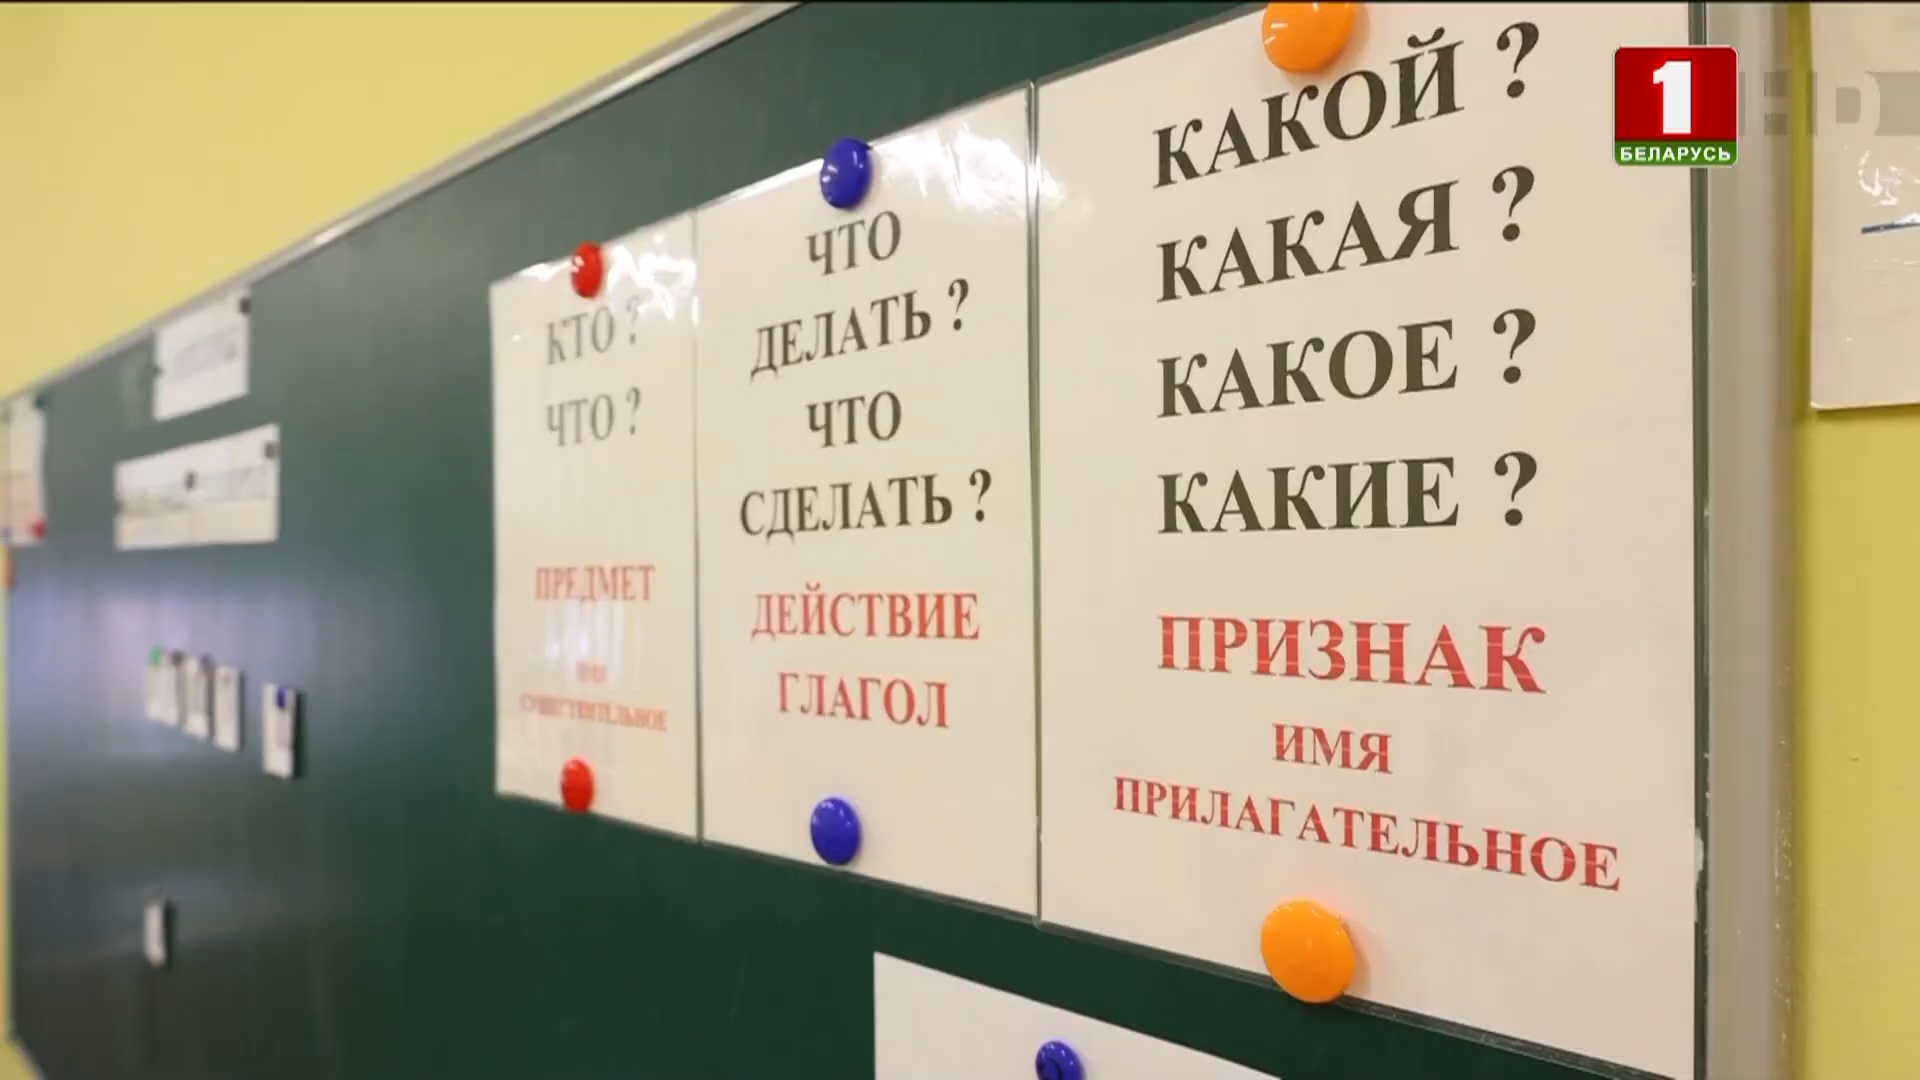 КТО ?
ЧТО ?
ПРЕДМЕТ
ИМЯ
СУЩЕСТВИТЕЛЬНОЕ
ЧТО
ДЕЛАТЬ ?
ЧТО
СДЕЛАТЬ ?
ДЕЙСТВИЕ
ГЛАГОЛ
КАКОЙ ?
КАКАЯ ?
КАКОЕ ?
КАКИЕ ?
ПРИЗНАК
ИМЯ
ПРИЛАГАТЕЛЬНОЕ
1 HD
БЕЛАРУСЬ